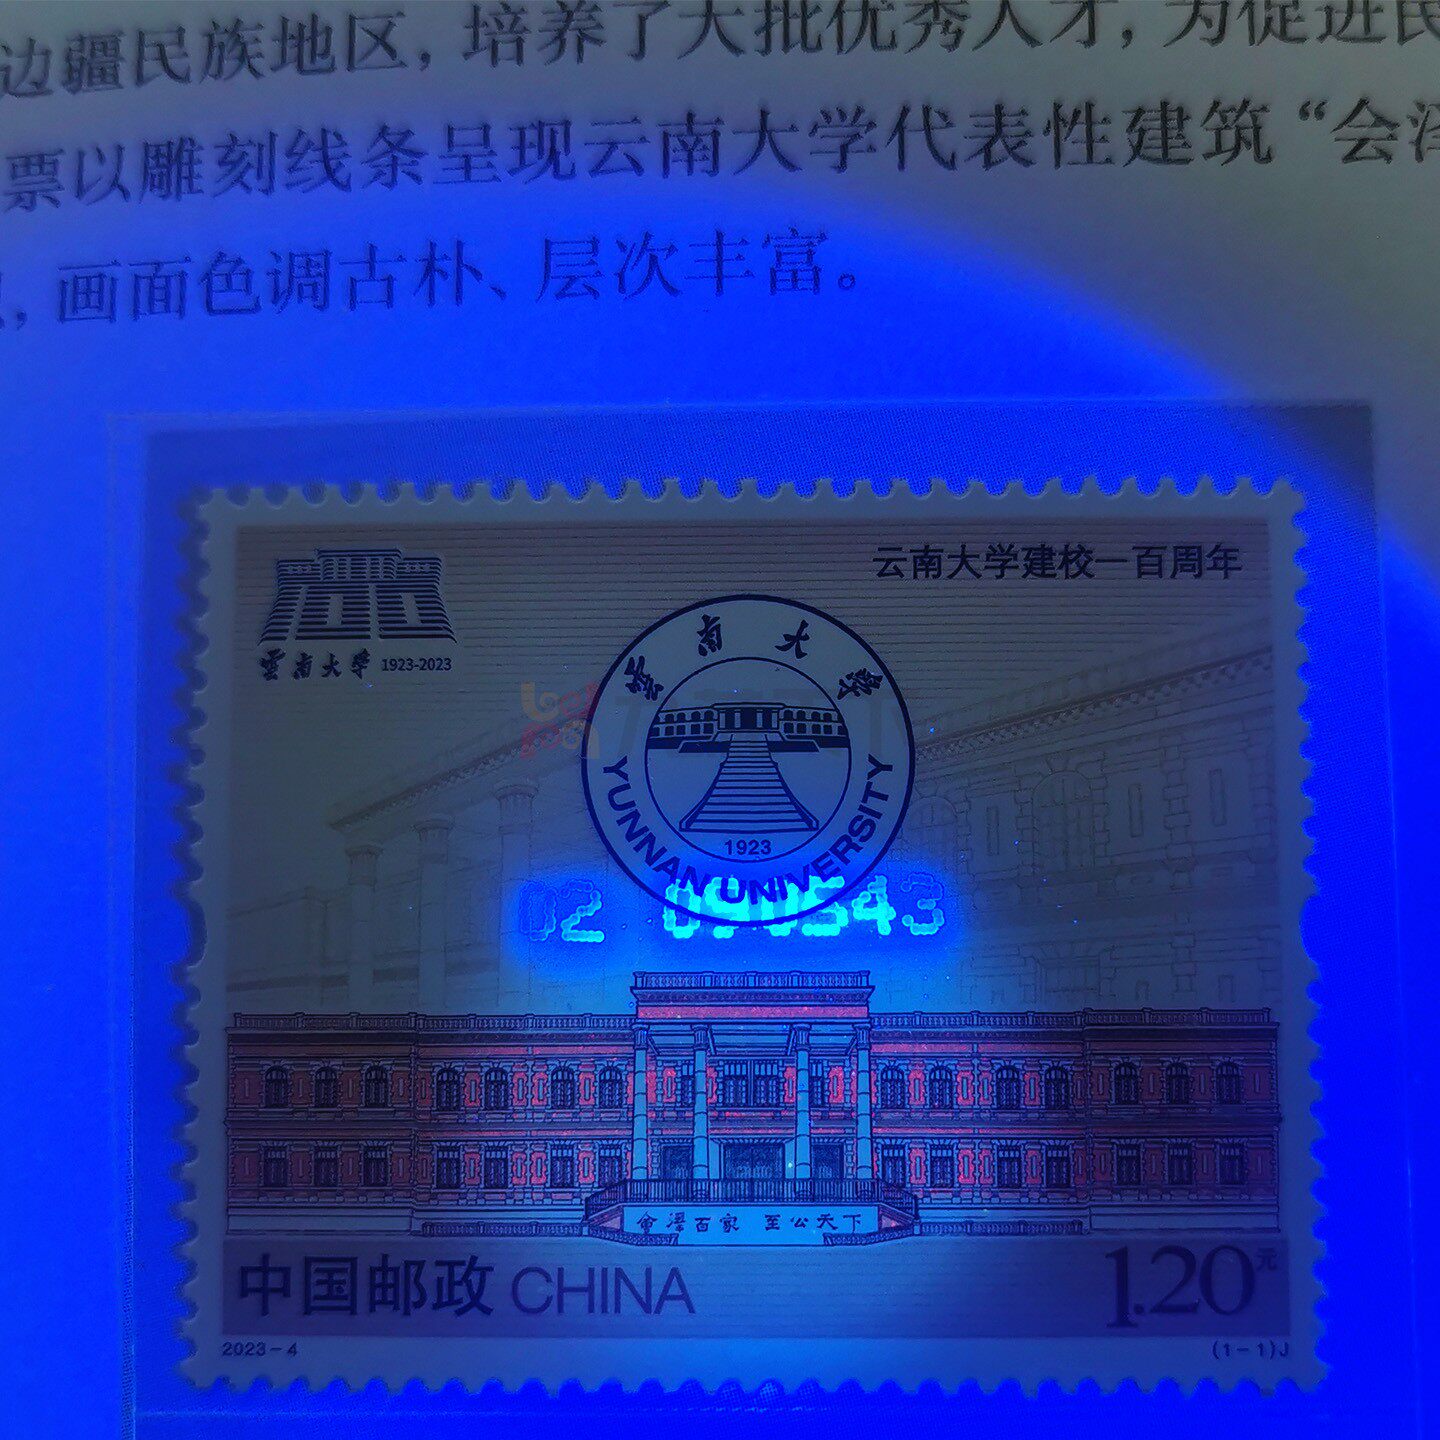 边疆民族地区，培养了大批优秀人才，为促进民
票以雕刻线条呈现云南大学代表性建筑“会泽
，画面色调古朴、层次丰富。
云南大学建校一百周年
雲南大學 1923-2023
雲南大學
1923
YUNNAN UNIVERSITY
02 090543
會澤百家 至公天下
中国邮政 CHINA
1.20元
2023-4
(1-1)J